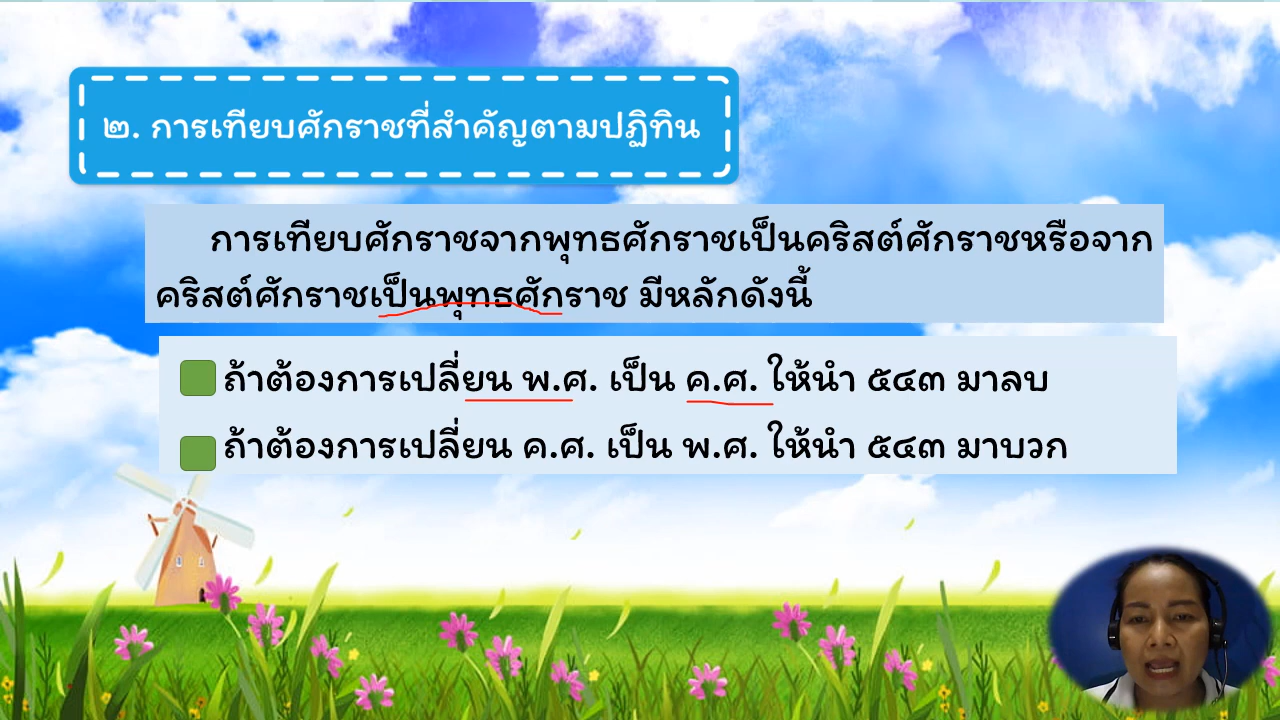 ๒. การเทียบศักราชที่สำคัญตามปฏิทิน
การเทียบศักราชจากพุทธศักราชเป็นคริสต์ศักราชหรือจาก
คริสต์ศักราชเป็นพุทธศักราช มีหลักดังนี้
ถ้าต้องการเปลี่ยน พ.ศ. เป็น ค.ศ. ให้นำ ๕๔๓ มาลบ
ถ้าต้องการเปลี่ยน ค.ศ. เป็น พ.ศ. ให้นำ ๕๔๓ มาบวก